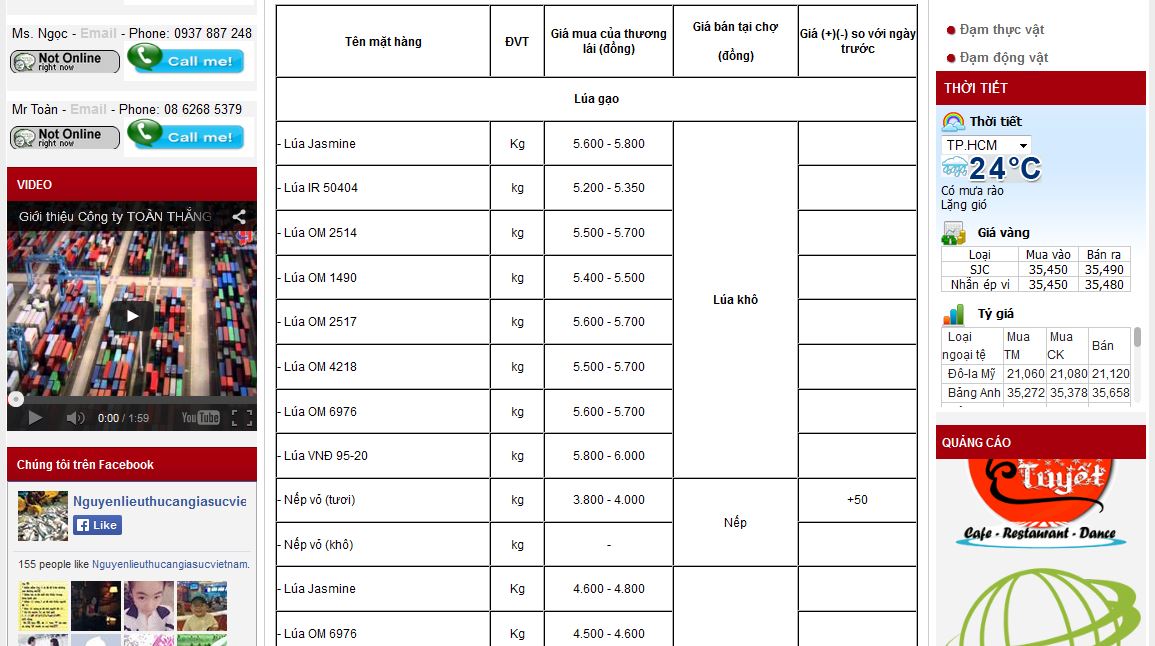 Ms. Ngọc - Email - Phone: 0937 887 248
Not Online
right now
Call me!
Mr Toàn - Email - Phone: 08 6268 5379
Not Online
right now
Call me!
VIDEO
Giới thiệu Công ty TOÀN THẮNG
0:00 / 1:59
YouTube
Chúng tôi trên Facebook
Nguyenlieuthucangiasucvie
Like
155 people like Nguyenlieuthucangiasucvietnam.
Tên mặt hàng ĐVT Giá mua của thương lái (đồng) Giá bán tại chợ (đồng) Giá (+)(-) so với ngày trước
Lúa gạo
- Lúa Jasmine Kg 5.600 - 5.800
- Lúa IR 50404 kg 5.200 - 5.350
- Lúa OM 2514 kg 5.500 - 5.700
- Lúa OM 1490 kg 5.400 - 5.500
Lúa khô
- Lúa OM 2517 kg 5.600 - 5.700
- Lúa OM 4218 kg 5.500 - 5.700
- Lúa OM 6976 kg 5.600 - 5.700
- Lúa VNĐ 95-20 kg 5.800 - 6.000
- Nếp vỏ (tươi) kg 3.800 - 4.000 +50
Nếp
- Nếp vỏ (khô) kg -
- Lúa Jasmine Kg 4.600 - 4.800
- Lúa OM 6976 Kg 4.500 - 4.600
Đạm thực vật
Đạm động vật
THỜI TIẾT
Thời tiết
TP.HCM
24°C
Có mưa rào
Lặng gió
Giá vàng
Loại Mua vào Bán ra
SJC 35,450 35,490
Nhẫn ép vỉ 35,450 35,480
Tỷ giá
Loại ngoại tệ Mua TM Mua CK Bán
Đô-la Mỹ 21,060 21,080 21,120
Bảng Anh 35,272 35,378 35,658
QUẢNG CÁO
Tuyết
Cafe - Restaurant - Dance